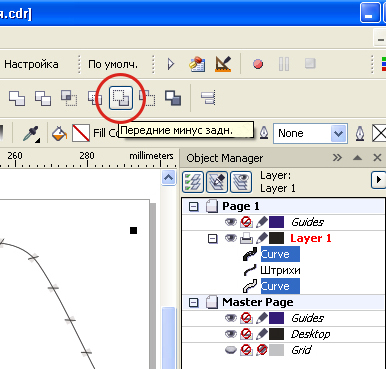 я.cdr]
Настройка По умолч.
Передние минус задн.
Fill C
None
260 280 millimeters
Object Manager
Layer:
Layer 1
Page 1
Guides
Layer 1
Curve
Штрихи
Curve
Master Page
Guides
Desktop
Grid